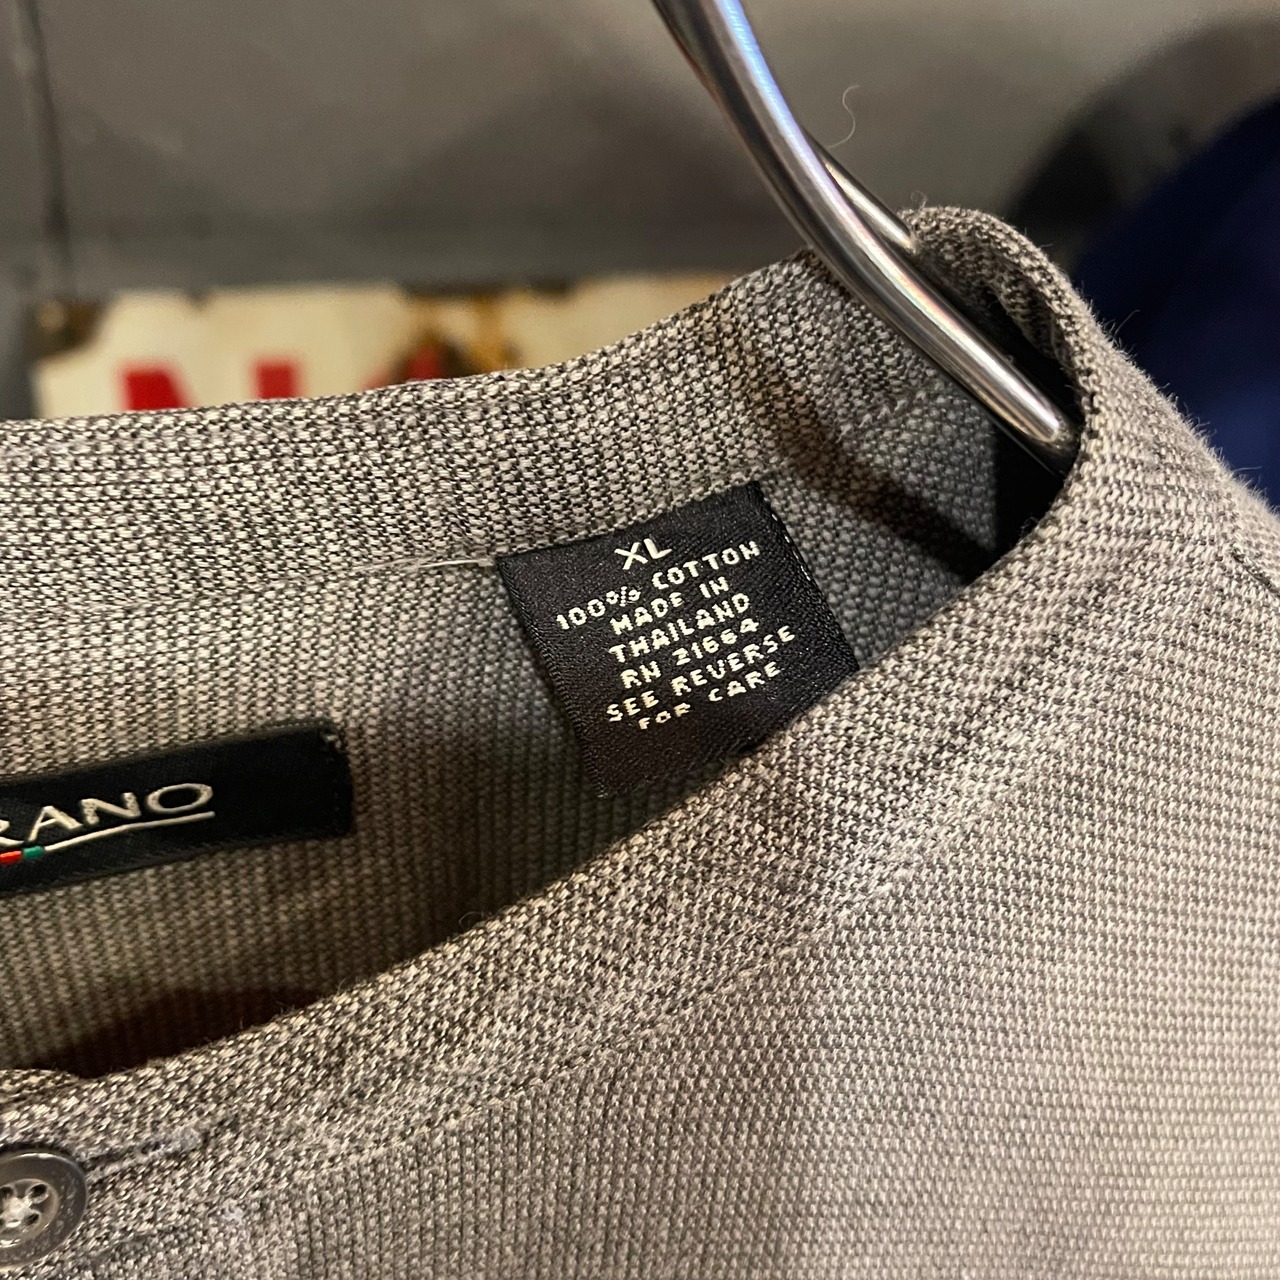 XL
100% COTTON
MADE IN
THAILAND
RN 21664
SEE REVERSE
FOR CARE
RANO